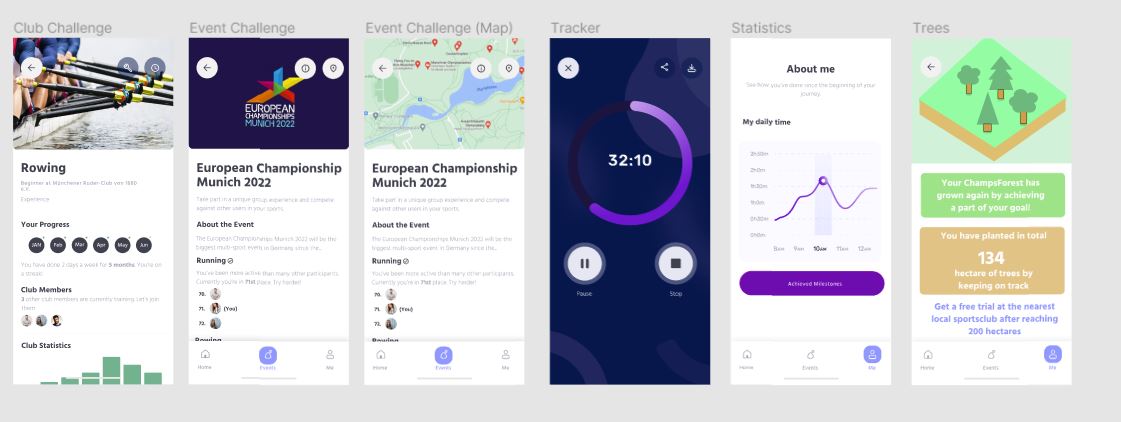 Club Challenge
Rowing
Beginner at Münchener Ruder-Club von 1880
e.V.
Experience
Your Progress
JAN Feb Mar Apr May Jun
You have done 2 days a week for 5 months. You're on
a streak.
Club Members
3 other club members are currently training. Let's join
them
Club Statistics
Event Challenge
EUROPEAN
CHAMPIONSHIPS
MUNICH 2022
European Championship
Munich 2022
Take part in a unique group experience and compete
against other users in your sports.
About the Event
The European Championships Munich 2022 will be the
biggest multi-sport event in Germany since the...
Running
You've been more active than many other participants.
Currently you're in 71st place. Try harder!
70.
71. (You)
72.
Rowing
Home Events Me
Event Challenge (Map)
European Championship
Munich 2022
Take part in a unique group experience and compete
against other users in your sports.
About the Event
The European Championships Munich 2022 will be the
biggest multi-sport event in Germany since the...
Running
You've been more active than many other participants.
Currently you're in 71st place. Try harder!
70.
71. (You)
72.
Rowing
Home Events Me
Tracker
32:10
Pause Stop
Statistics
About me
See how you've done since the beginning of your
journey.
My daily time
2h30m
2h0m
1h30m
1h0m
0h30m
0h0m
8AM 9AM 10AM 11AM 12AM
Achieved Milestones
Home Events Me
Trees
Your ChampsForest has
grown again by achieving
a part of your goal!
You have planted in total
134
hectare of trees by
keeping on track
Get a free trial at the nearest
local sportsclub after reaching
200 hectares
Home Events Me